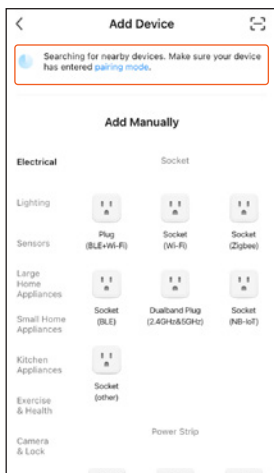 Add Device
Searching for nearby devices. Make sure your device
has entered pairing mode.
Add Manually
Electrical
Socket
Lighting
Plug
(BLE+Wi-Fi)
Socket
(Wi-Fi)
Socket
(Zigbee)
Sensors
Large
Home
Appliances
Socket
(BLE)
Dualband Plug
(2.4GHz&5GHz)
Socket
(NB-IoT)
Small Home
Appliances
Kitchen
Appliances
Socket
(other)
Exercise
& Health
Power Strip
Camera
& Lock